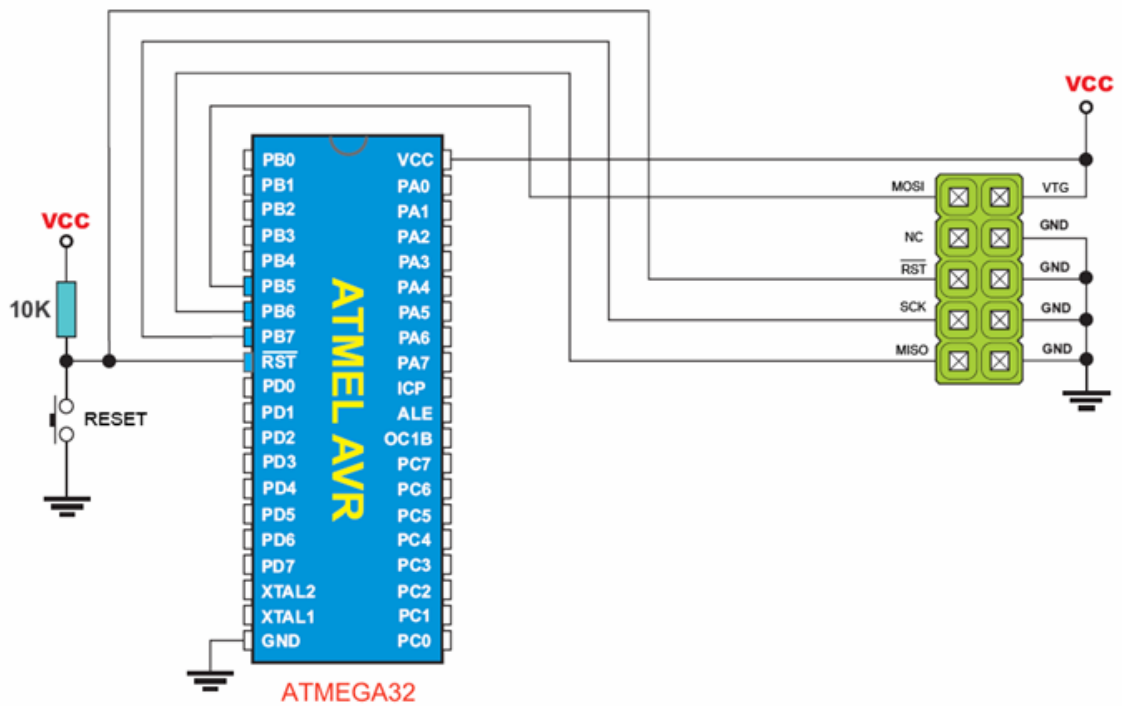 VCC
10K
RESET
PB0
PB1
PB2
PB3
PB4
PB5
PB6
PB7
RST
PD0
PD1
PD2
PD3
PD4
PD5
PD6
PD7
XTAL2
XTAL1
GND
ATMEL AVR
VCC
PA0
PA1
PA2
PA3
PA4
PA5
PA6
PA7
ICP
ALE
OC1B
PC7
PC6
PC5
PC4
PC3
PC2
PC1
PC0
ATMEGA32
VCC
MOSI
NC
RST
SCK
MISO
VTG
GND
GND
GND
GND